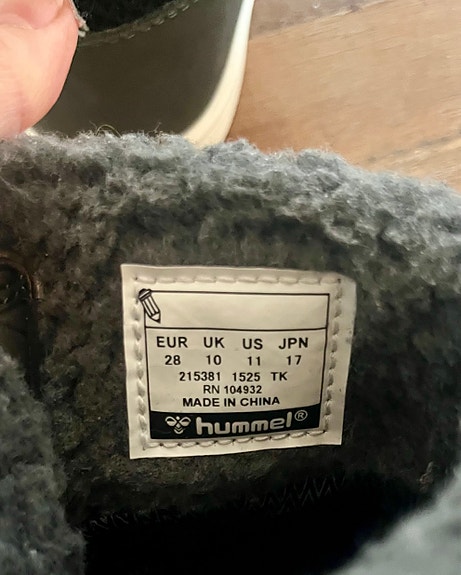 EUR UK US JPN
28 10 11 17
215381 1525 TK
RN 104932
MADE IN CHINA
hummel®